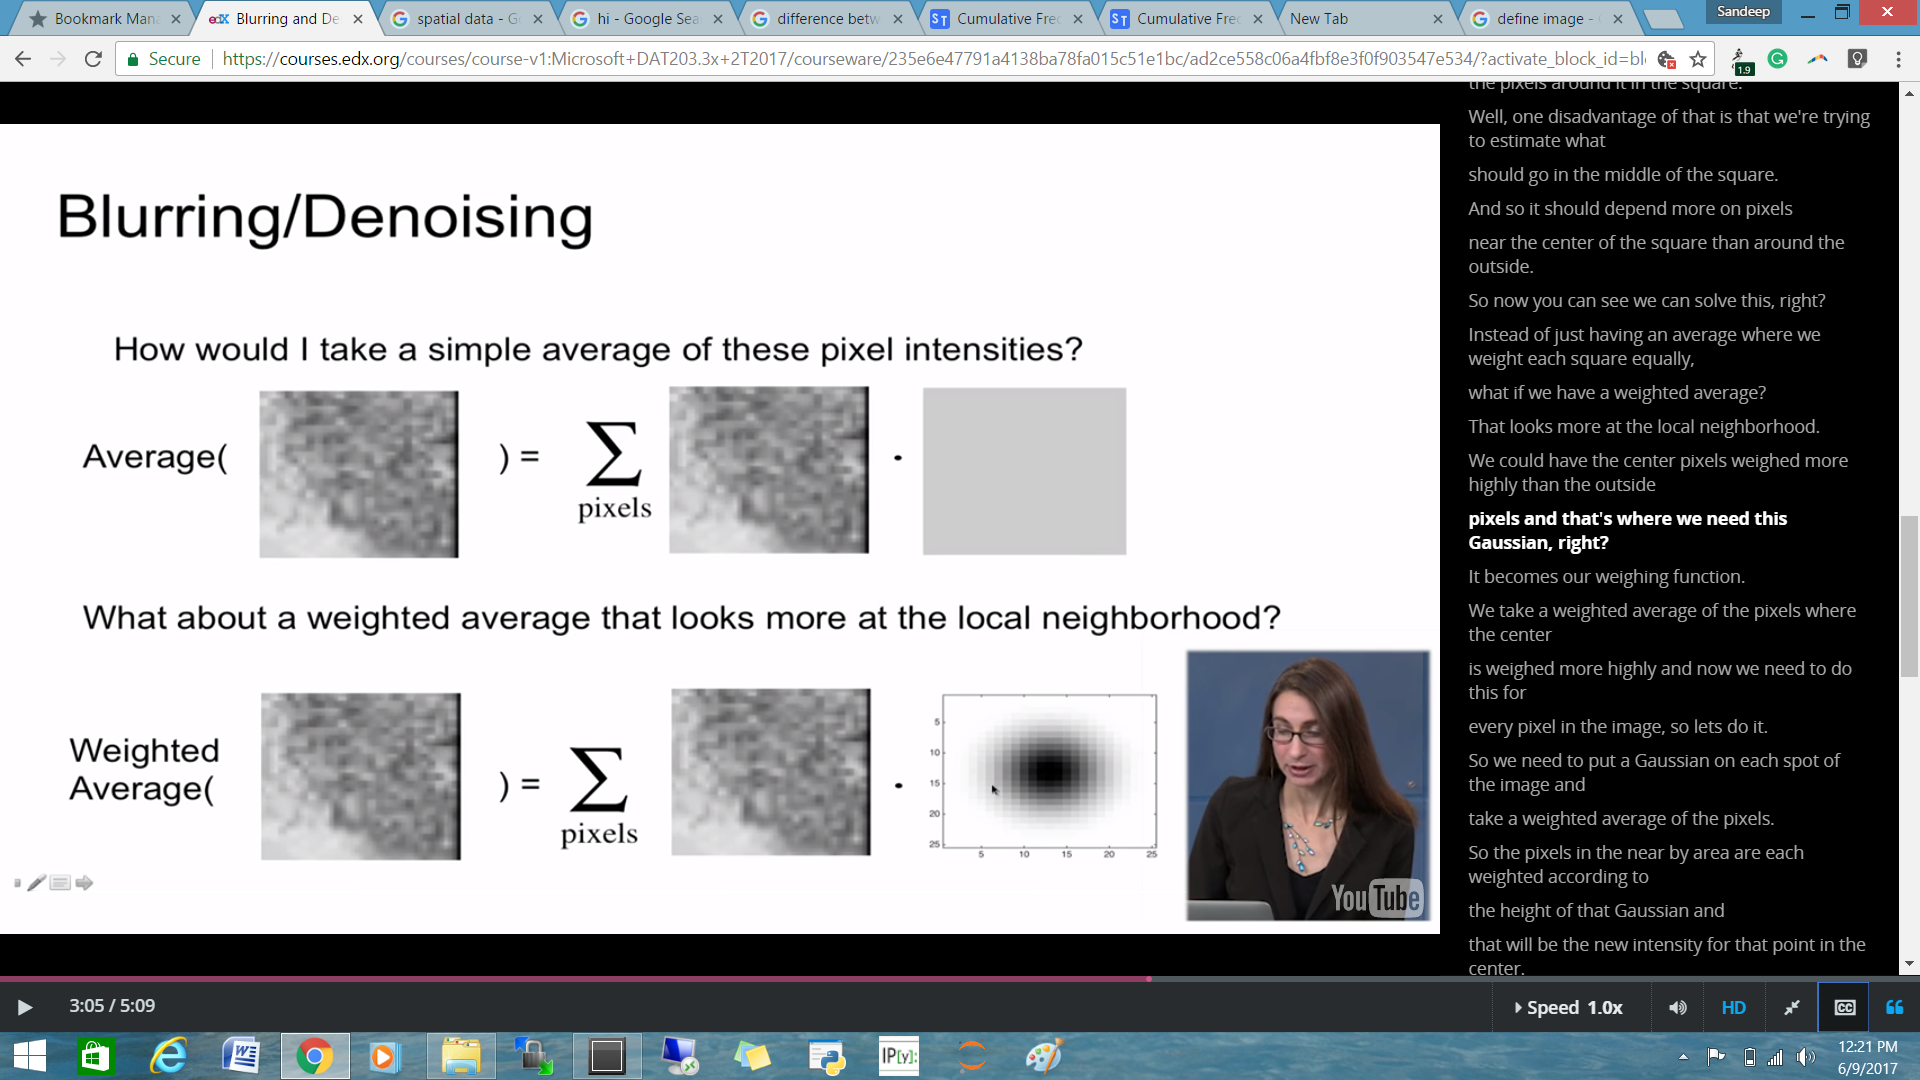 Bookmark Mana
edX Blurring and De
spatial data - G
hi - Google Sea
difference betw
ST Cumulative Fre
ST Cumulative Fre
New Tab
define image -
Sandeep
Secure https://courses.edx.org/courses/course-v1:Microsoft+DAT203.3x+2T2017/courseware/235e6e47791a4138ba78fa015c51e1bc/ad2ce558c06a4fbf8e3f0f903547e534/?activate_block_id=bl
1.9
Blurring/Denoising
How would I take a simple average of these pixel intensities?
Average( ) = ∑ ·
pixels
What about a weighted average that looks more at the local neighborhood?
Weighted
Average( ) = ∑ ·
pixels
5
10
15
20
25
5 10 15 20 25
YouTube
the pixels around it in the square.
Well, one disadvantage of that is that we're trying
to estimate what
should go in the middle of the square.
And so it should depend more on pixels
near the center of the square than around the
outside.
So now you can see we can solve this, right?
Instead of just having an average where we
weight each square equally,
what if we have a weighted average?
That looks more at the local neighborhood.
We could have the center pixels weighed more
highly than the outside
pixels and that's where we need this
Gaussian, right?
It becomes our weighing function.
We take a weighted average of the pixels where
the center
is weighed more highly and now we need to do
this for
every pixel in the image, so lets do it.
So we need to put a Gaussian on each spot of
the image and
take a weighted average of the pixels.
So the pixels in the near by area are each
weighted according to
the height of that Gaussian and
that will be the new intensity for that point in the
center.
3:05 / 5:09
Speed 1.0x
HD
CC
IP[y]:
12:21 PM
6/9/2017